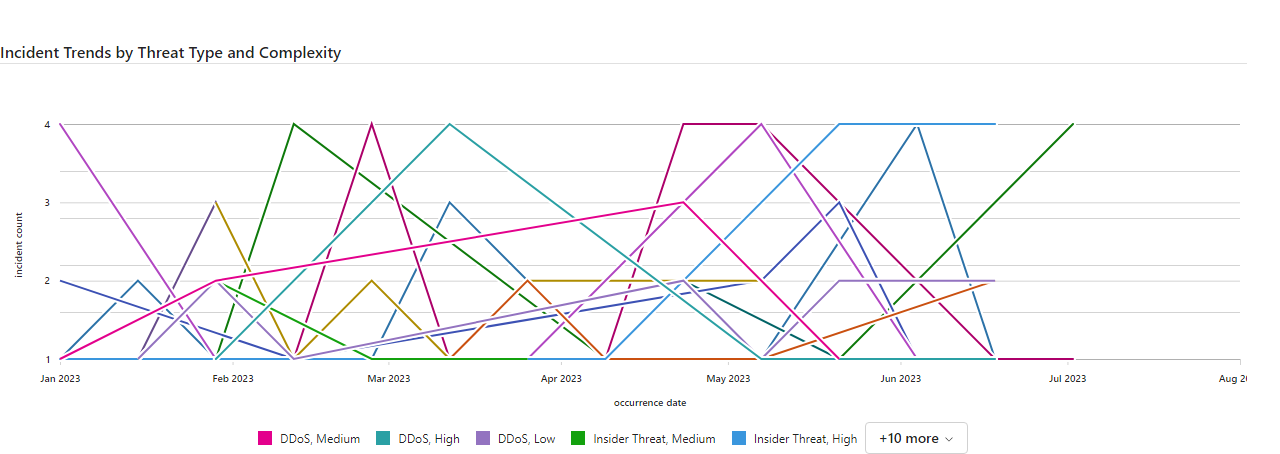 Incident Trends by Threat Type and Complexity
4
3
2
1
incident count
Jan 2023 Feb 2023 Mar 2023 Apr 2023 May 2023 Jun 2023 Jul 2023 Aug 20
occurrence date
DDoS, Medium DDoS, High DDoS, Low Insider Threat, Medium Insider Threat, High +10 more